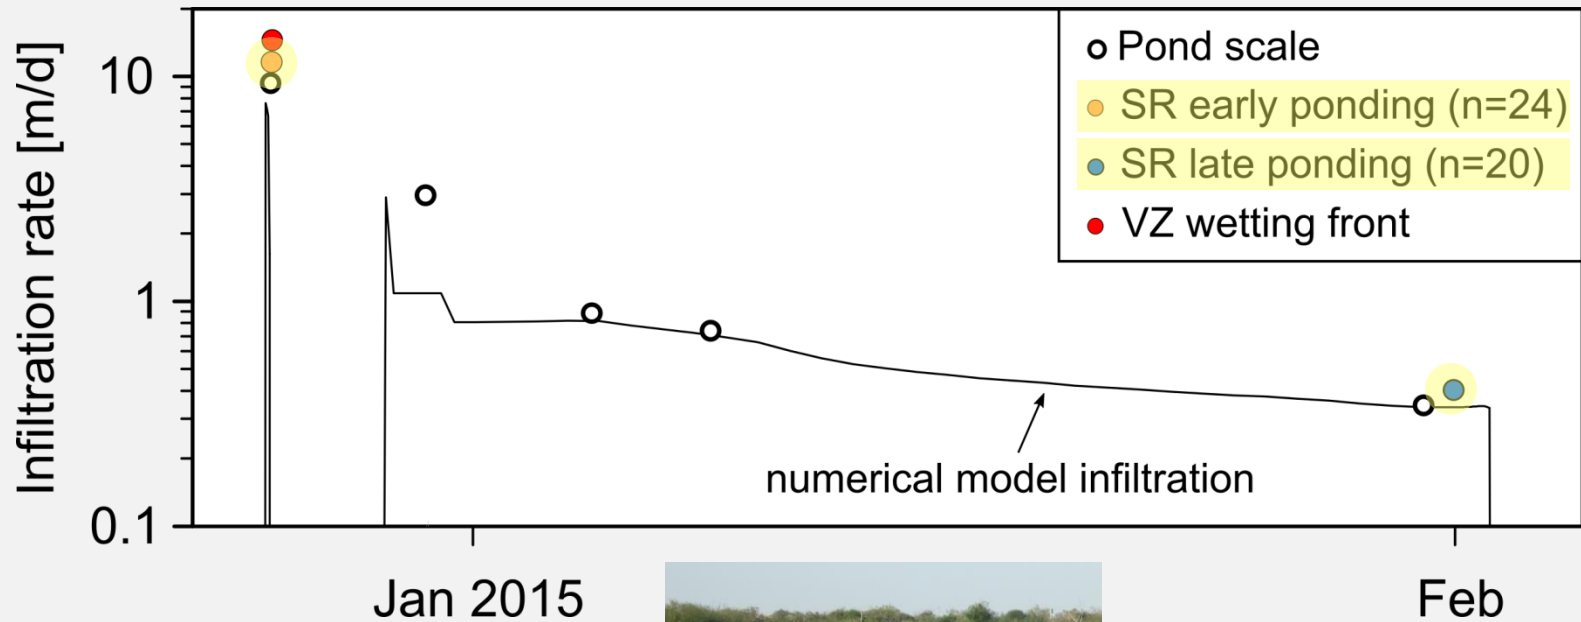 Infiltration rate [m/d]
10
1
0.1
Pond scale
SR early ponding (n=24)
SR late ponding (n=20)
VZ wetting front
numerical model infiltration
Jan 2015
Feb